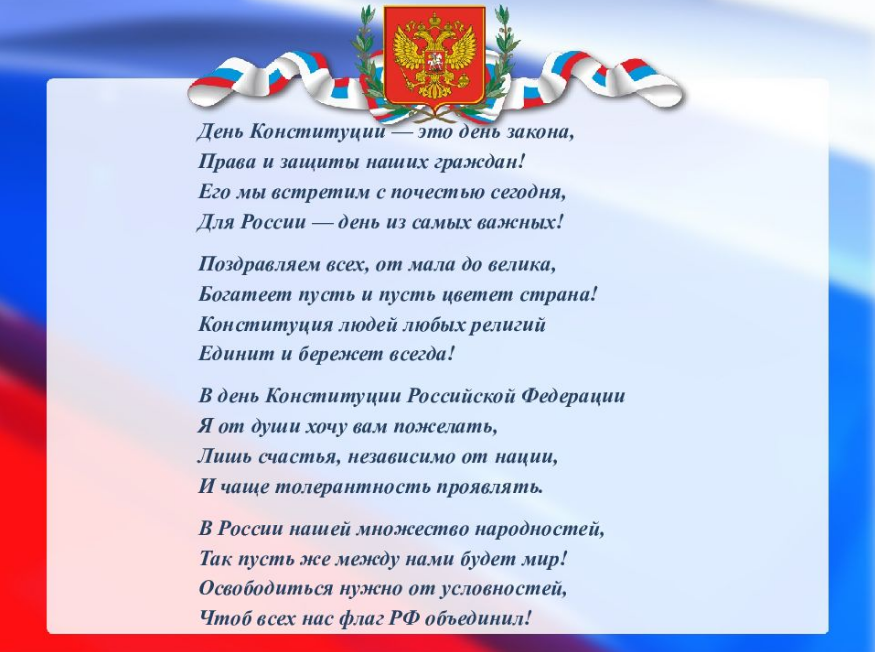 День Конституции — это день закона,
Права и защиты наших граждан!
Его мы встретим с почестью сегодня,
Для России — день из самых важных!
Поздравляем всех, от мала до велика,
Богатеет пусть и пусть цветет страна!
Конституция людей любых религий
Единит и бережет всегда!
В день Конституции Российской Федерации
Я от души хочу вам пожелать,
Лишь счастья, независимо от нации,
И чаще толерантность проявлять.
В России нашей множество народностей,
Так пусть же между нами будет мир!
Освободиться нужно от условностей,
Чтоб всех нас флаг РФ объединил!